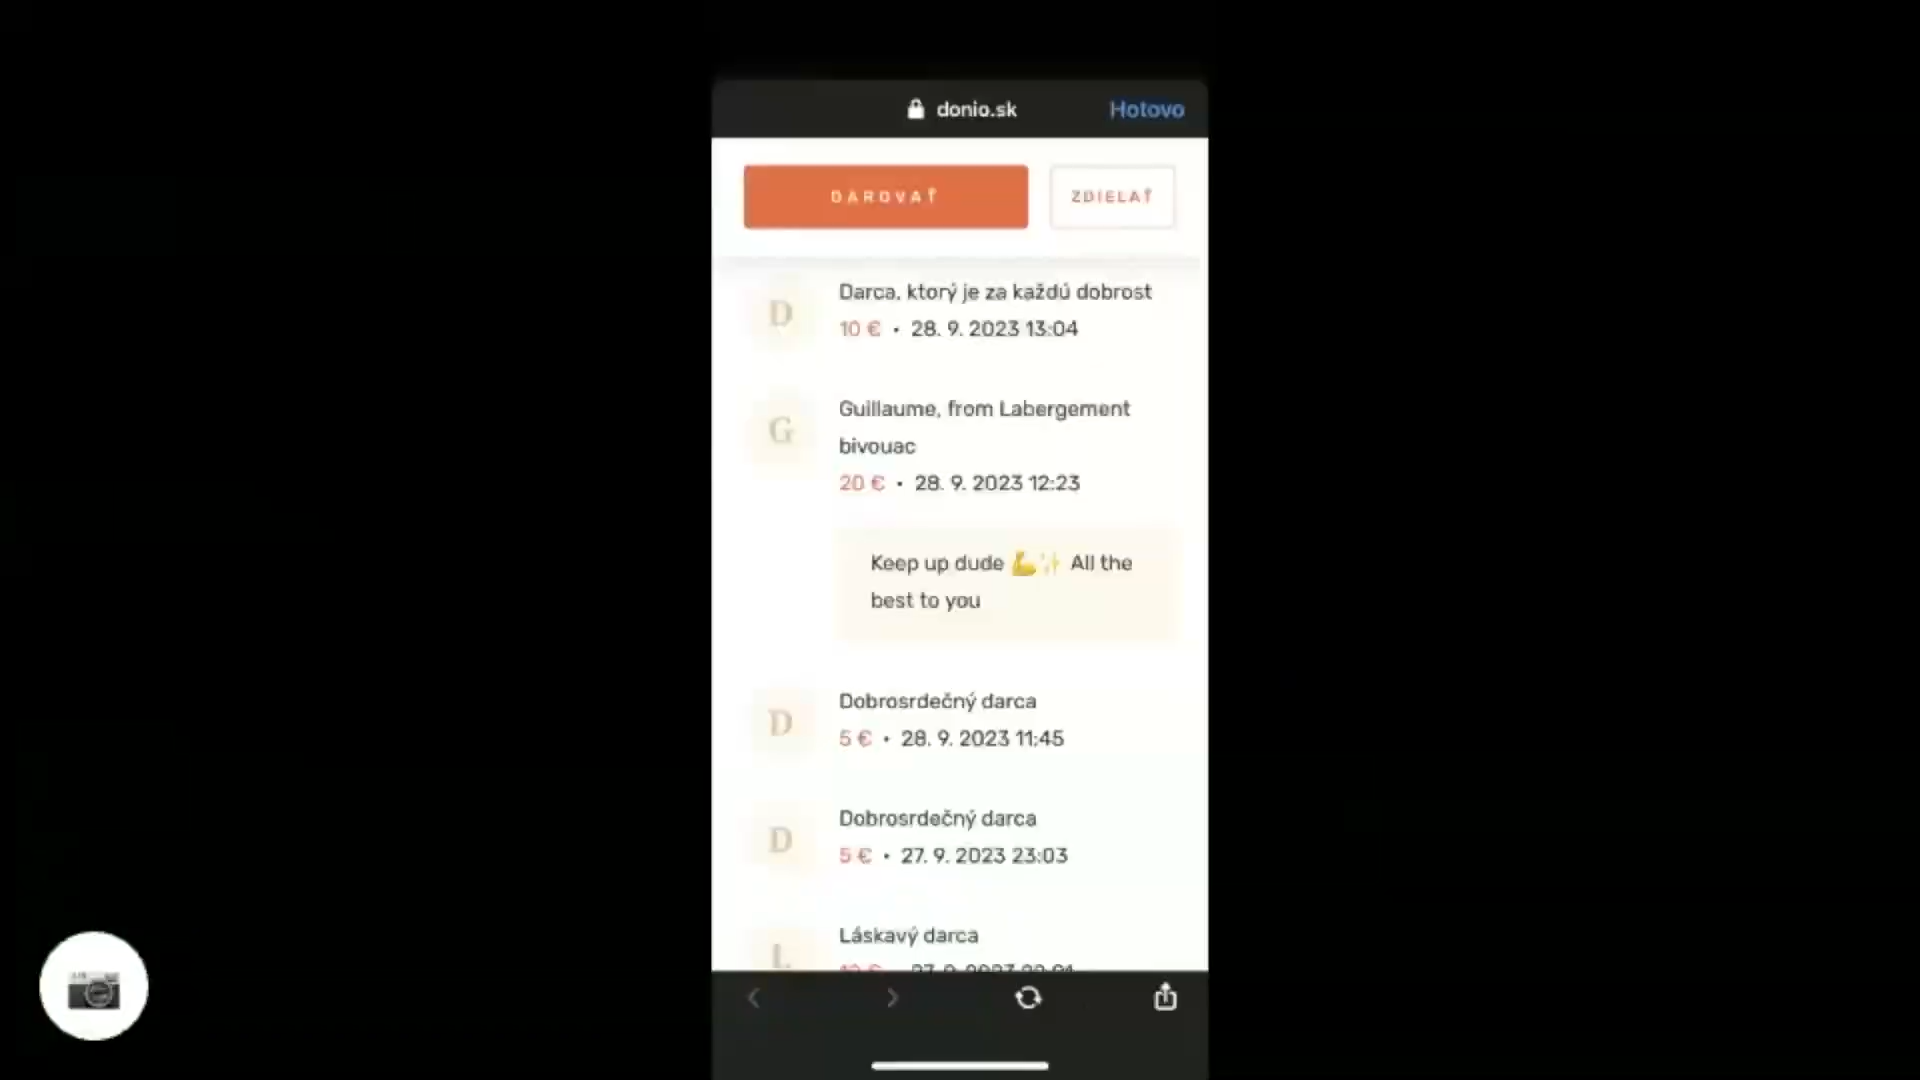 donio.sk
Hotovo
DAROVAŤ
ZDIEĽAŤ
D
Darca, ktorý je za každú dobrosť
10 € • 28. 9. 2023 13:04
G
Guillaume, from Labergement
bivouac
20 € • 28. 9. 2023 12:23
Keep up dude 💪✨ All the
best to you
D
Dobrosrdečný darca
5 € • 28. 9. 2023 11:45
D
Dobrosrdečný darca
5 € • 27. 9. 2023 23:03
L
Láskavý darca